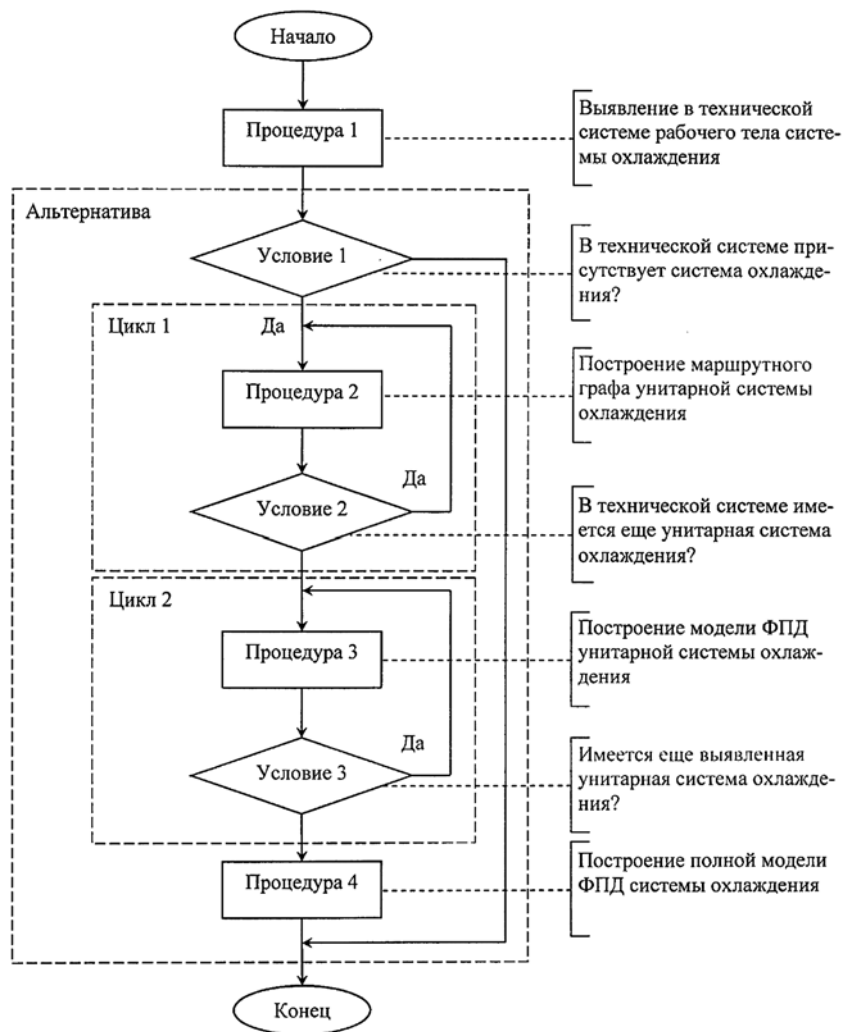 Начало
Процедура 1
Выявление в технической
системе рабочего тела систе-
мы охлаждения
Альтернатива
Условие 1
В технической системе при-
сутствует система охлажде-
ния?
Цикл 1
Да
Процедура 2
Построение маршрутного
графа унитарной системы
охлаждения
Да
Условие 2
В технической системе име-
ется еще унитарная система
охлаждения?
Цикл 2
Процедура 3
Построение модели ФПД
унитарной системы охлаж-
дения
Да
Условие 3
Имеется еще выявленная
унитарная система охлажде-
ния?
Процедура 4
Построение полной модели
ФПД системы охлаждения
Конец